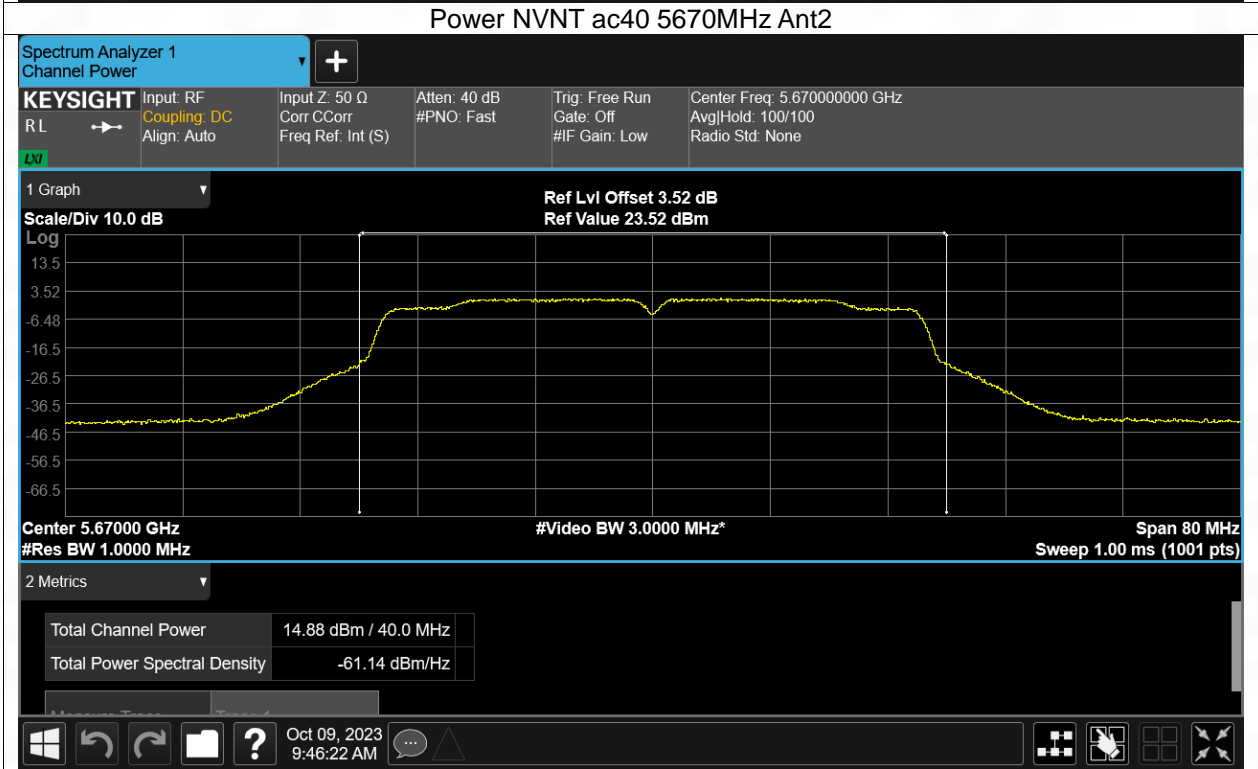 Power NVNT ac40 5670MHz Ant2
Spectrum Analyzer 1
Channel Power
KEYSIGHT
R L
LXI
Input: RF
Coupling: DC
Align: Auto
Input Z: 50 Ω
Corr CCorr
Freq Ref: Int (S)
Atten: 40 dB
#PNO: Fast
Trig: Free Run
Gate: Off
#IF Gain: Low
Center Freq: 5.670000000 GHz
Avg|Hold: 100/100
Radio Std: None
1 Graph
Scale/Div 10.0 dB
Ref Lvl Offset 3.52 dB
Ref Value 23.52 dBm
Log
13.5
3.52
-6.48
-16.5
-26.5
-36.5
-46.5
-56.5
-66.5
Center 5.67000 GHz
#Res BW 1.0000 MHz
#Video BW 3.0000 MHz*
Span 80 MHz
Sweep 1.00 ms (1001 pts)
2 Metrics
Total Channel Power 14.88 dBm / 40.0 MHz
Total Power Spectral Density -61.14 dBm/Hz
?
Oct 09, 2023
9:46:22 AM